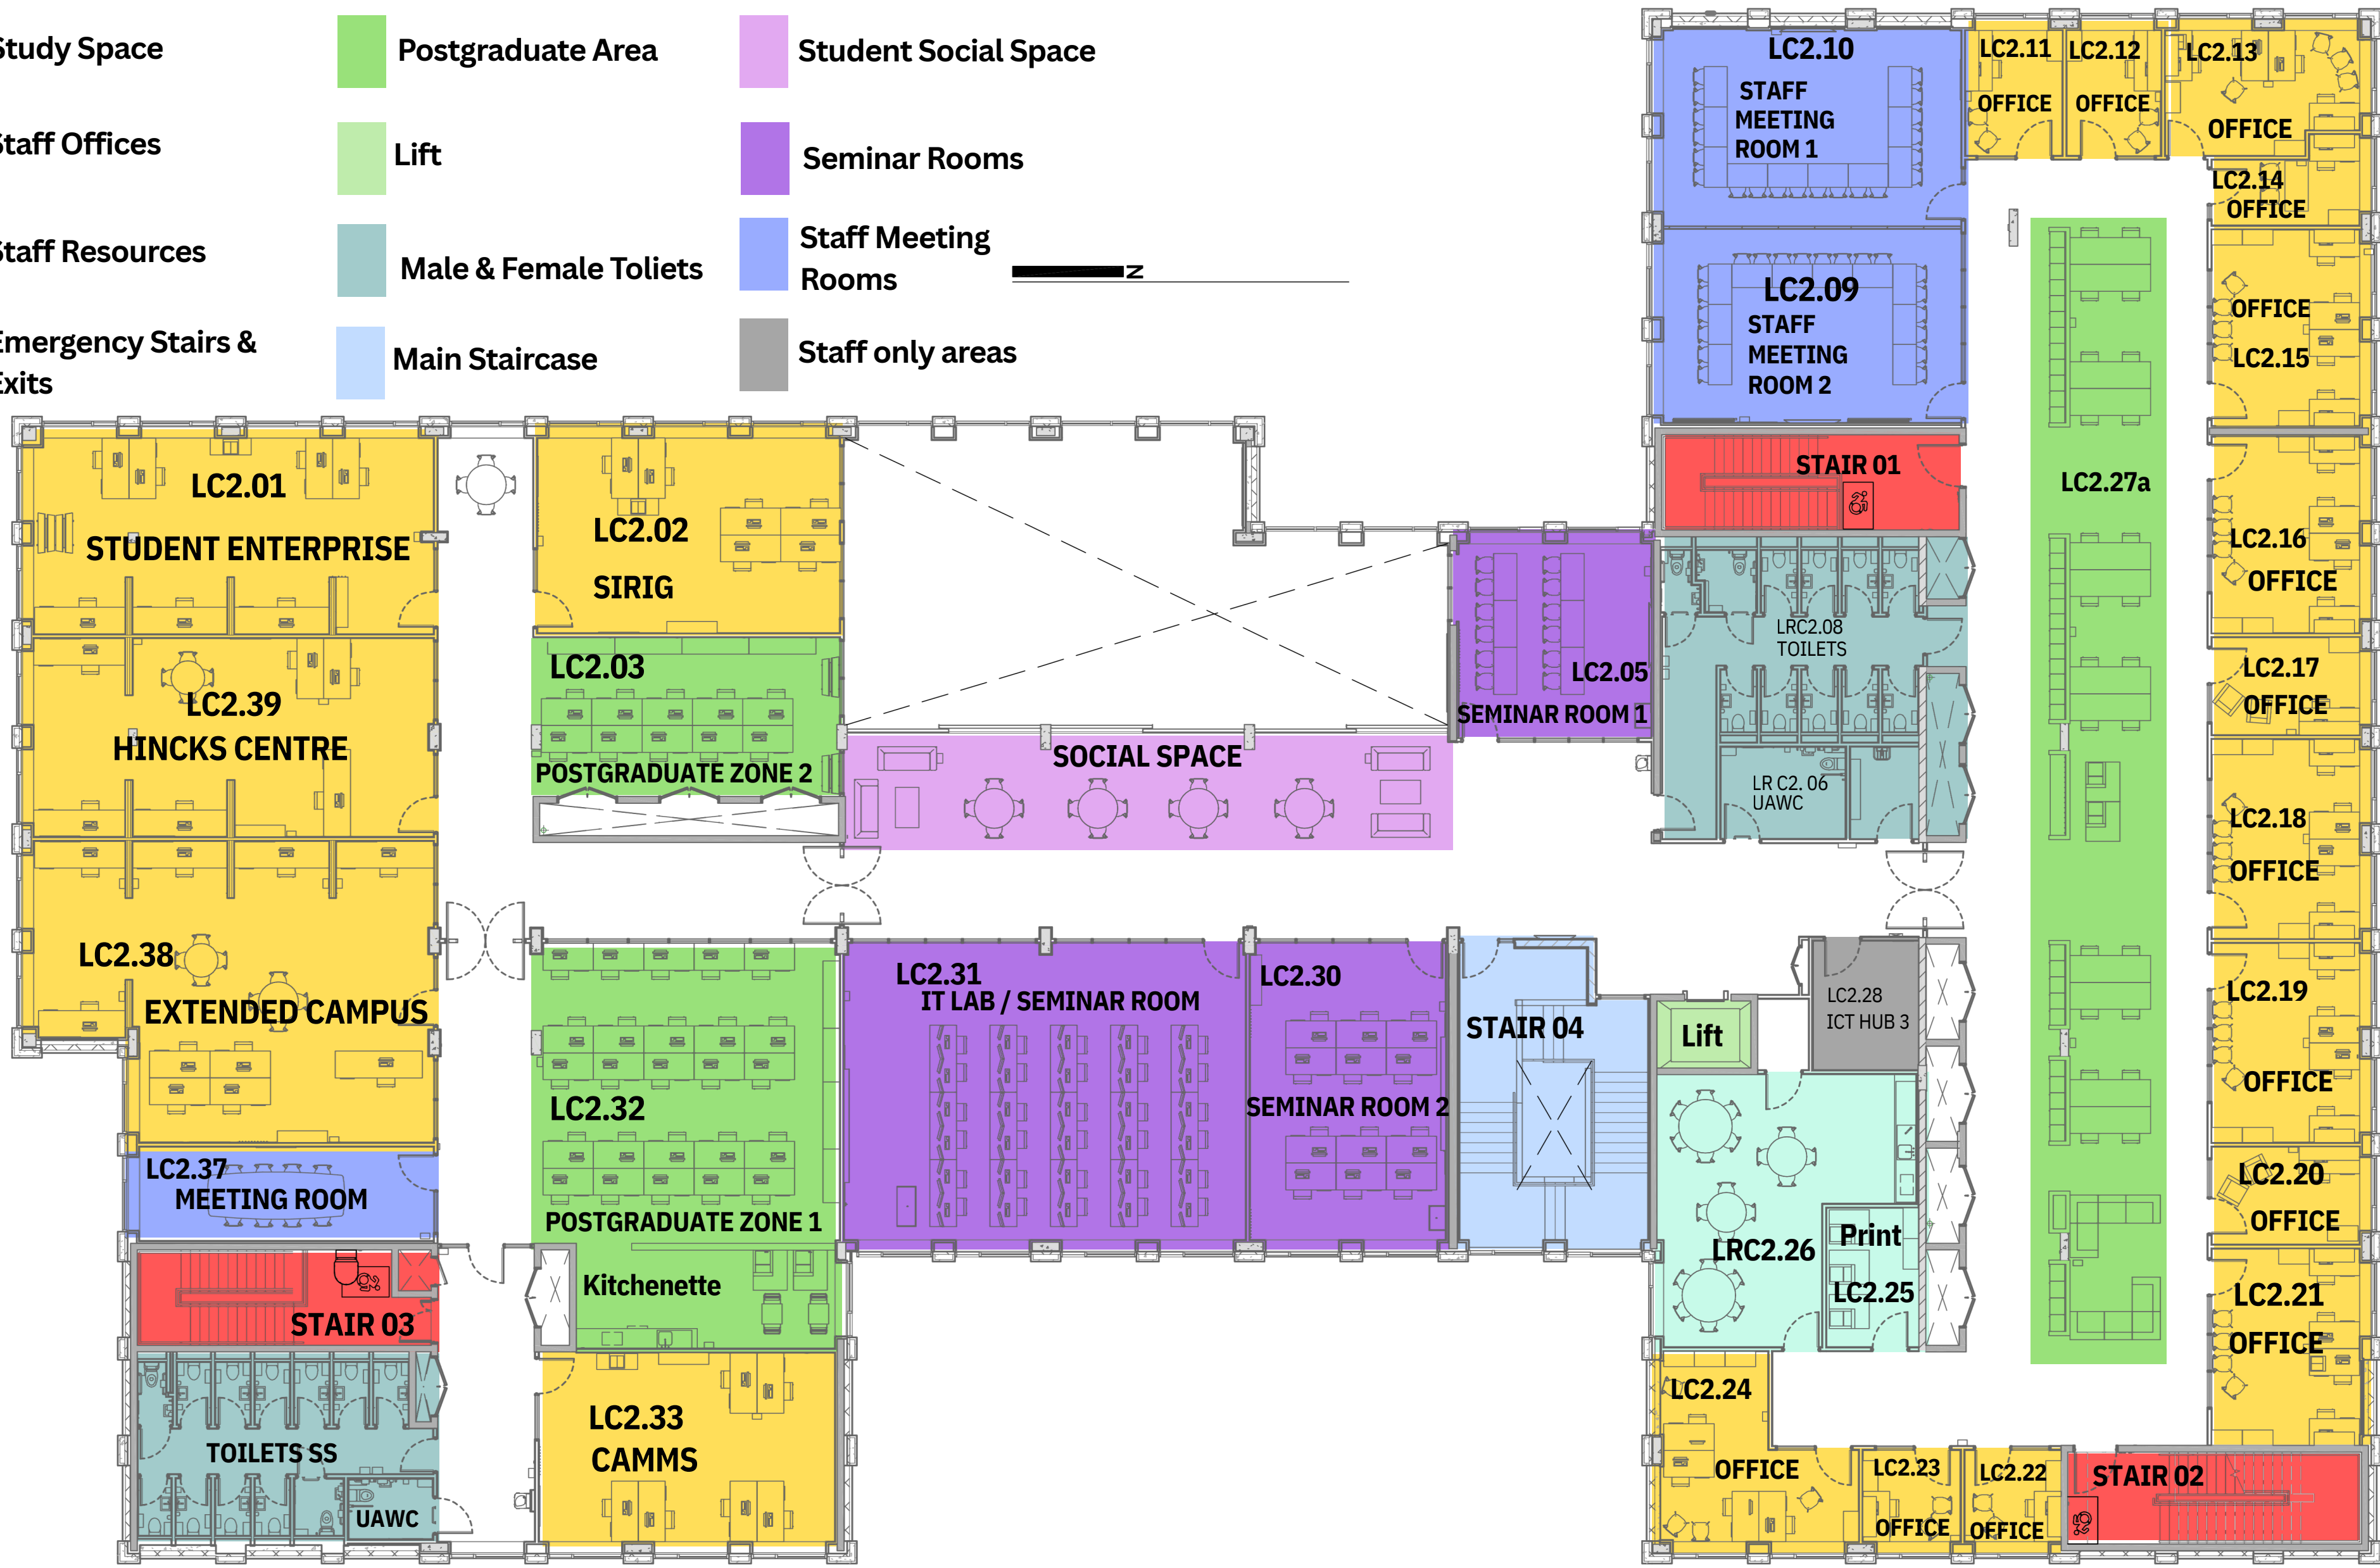 Study Space
Postgraduate Area
Student Social Space
Staff Offices
Lift
Seminar Rooms
Staff Resources
Male & Female Toliets
Staff Meeting
Rooms
N
Emergency Stairs &
Exits
Main Staircase
Staff only areas
LC2.10
STAFF
MEETING
ROOM 1
LC2.11
OFFICE
LC2.12
OFFICE
LC2.13
OFFICE
LC2.14
OFFICE
LC2.09
STAFF
MEETING
ROOM 2
OFFICE
LC2.15
STAIR 01
LC2.27a
LC2.16
OFFICE
LC2.01
STUDENT ENTERPRISE
LC2.02
SIRIG
LC2.39
HINCKS CENTRE
LC2.03
POSTGRADUATE ZONE 2
SOCIAL SPACE
LC2.05
SEMINAR ROOM 1
LRC2.08
TOILETS
LR C2. 06
UAWC
LC2.17
OFFICE
LC2.18
OFFICE
LC2.38
EXTENDED CAMPUS
LC2.32
POSTGRADUATE ZONE 1
LC2.31
IT LAB / SEMINAR ROOM
LC2.30
SEMINAR ROOM 2
STAIR 04
Lift
LC2.28
ICT HUB 3
LC2.19
OFFICE
LC2.37
MEETING ROOM
Kitchenette
LRC2.26
Print
LC2.25
LC2.20
OFFICE
LC2.21
OFFICE
STAIR 03
TOILETS SS
UAWC
LC2.33
CAMMS
LC2.24
OFFICE
LC2.23
OFFICE
LC2.22
OFFICE
STAIR 02